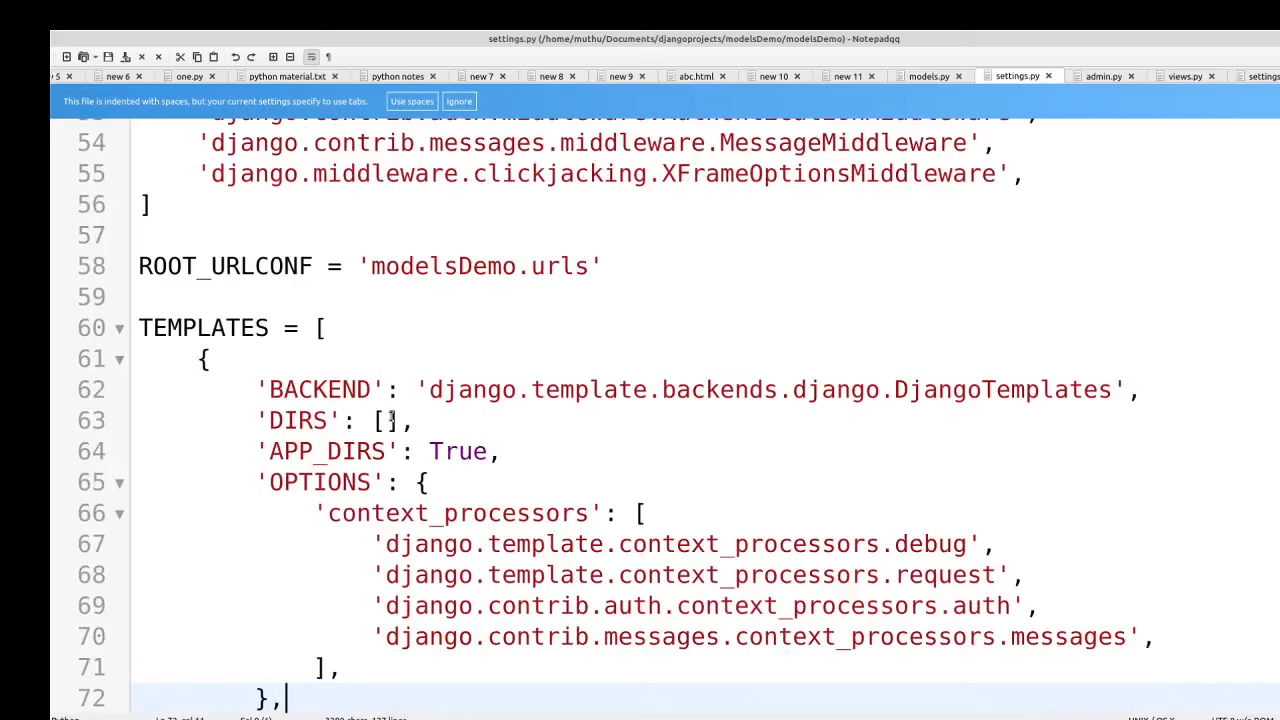 settings.py (/home/muthu/Documents/djangoprojects/modelsDemo/modelsDemo) - Notepadqq
5 new 6 one.py python material.txt python notes new 7 new 8 new 9 abc.html new 10 new 11 models.py settings.py admin.py views.py settings
This file is indented with spaces, but your current settings specify to use tabs. Use spaces Ignore
54 'django.contrib.messages.middleware.MessageMiddleware',
55 'django.middleware.clickjacking.XFrameOptionsMiddleware',
56 ]
57
58 ROOT_URLCONF = 'modelsDemo.urls'
59
60 TEMPLATES = [
61 {
62 'BACKEND': 'django.template.backends.django.DjangoTemplates',
63 'DIRS': [],
64 'APP_DIRS': True,
65 'OPTIONS': {
66 'context_processors': [
67 'django.template.context_processors.debug',
68 'django.template.context_processors.request',
69 'django.contrib.auth.context_processors.auth',
70 'django.contrib.messages.context_processors.messages',
71 ],
72 },